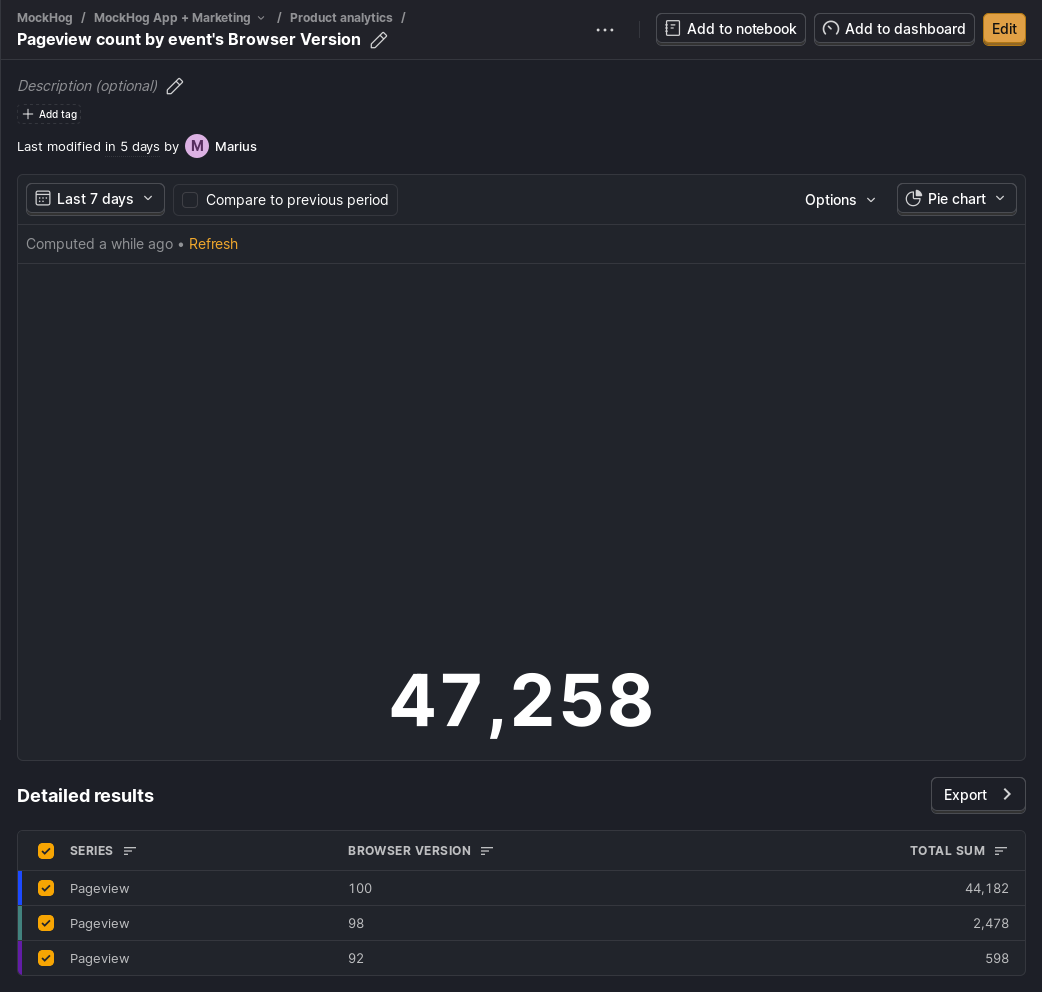 MockHog / MockHog App + Marketing / Product analytics /
Pageview count by event's Browser Version
Add to notebook
Add to dashboard
Edit
Description (optional)
Add tag
Last modified in 5 days by M Marius
Last 7 days
Compare to previous period
Options
Pie chart
Computed a while ago • Refresh
47,258
Detailed results
Export
SERIES BROWSER VERSION TOTAL SUM
Pageview 100 44,182
Pageview 98 2,478
Pageview 92 598